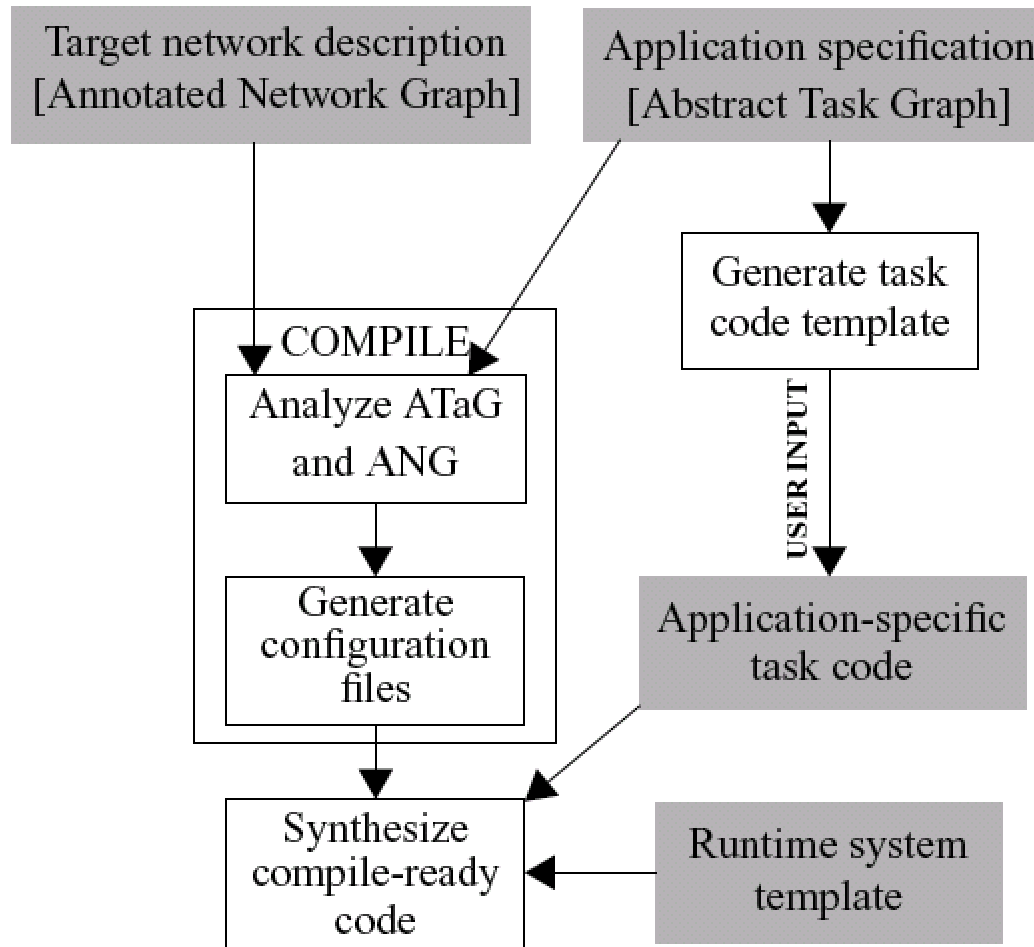 Target network description
[Annotated Network Graph]
Application specification
[Abstract Task Graph]
Generate task
code template
COMPILE
Analyze ATaG
and ANG
USER INPUT
Generate
configuration
files
Application-specific
task code
Synthesize
compile-ready
code
Runtime system
template